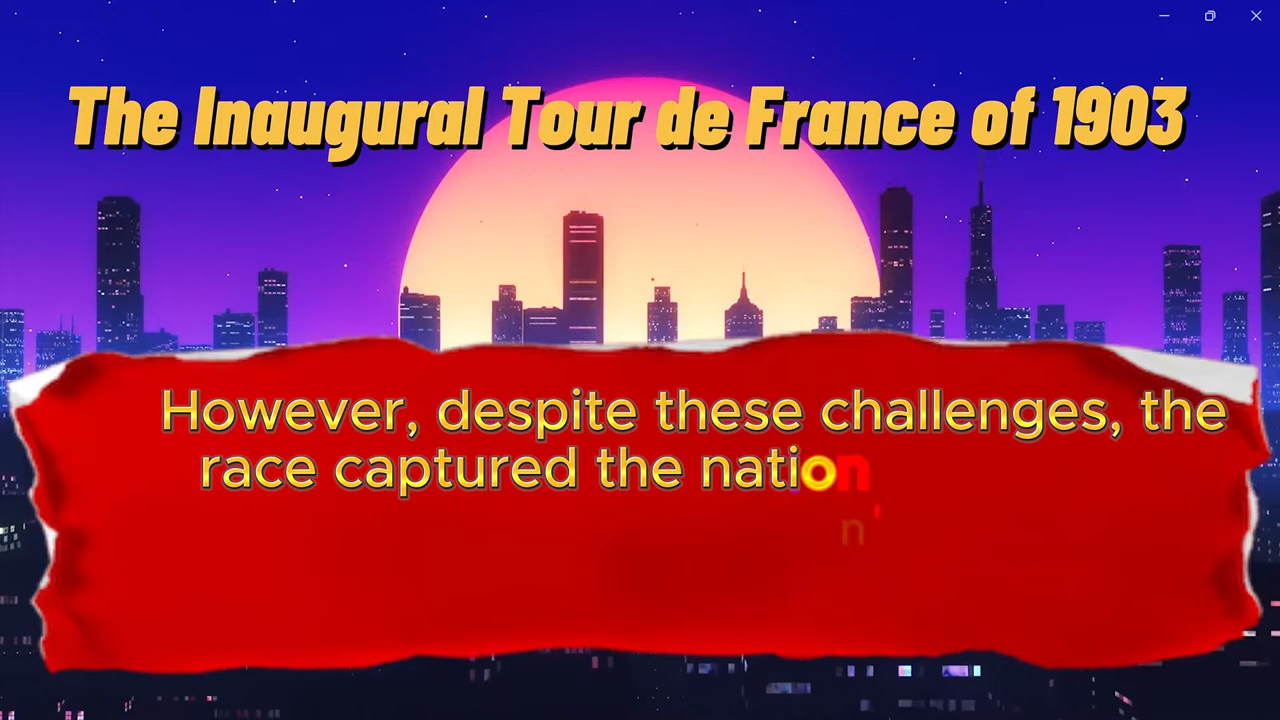 The Inaugural Tour de France of 1903
However, despite these challenges, the
race captured the nation'
n